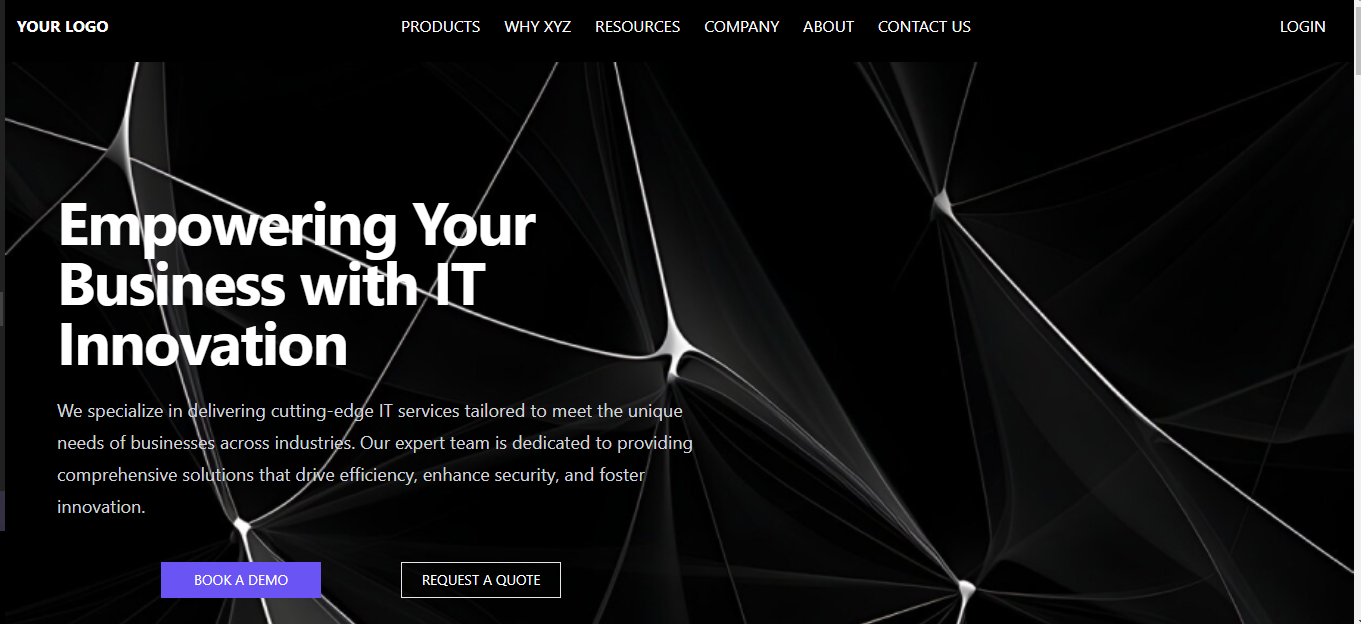 YOUR LOGO PRODUCTS WHY XYZ RESOURCES COMPANY ABOUT CONTACT US LOGIN
Empowering Your
Business with IT
Innovation
We specialize in delivering cutting-edge IT services tailored to meet the unique
needs of businesses across industries. Our expert team is dedicated to providing
comprehensive solutions that drive efficiency, enhance security, and foster
innovation.
BOOK A DEMO REQUEST A QUOTE